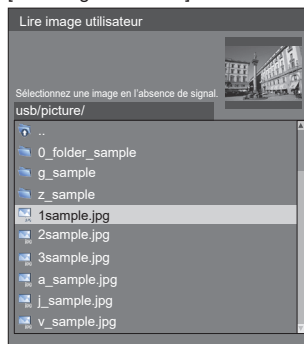 Lire image utilisateur
Sélectionnez une image en l'absence de signal.
usb/picture/
..
0_folder_sample
g_sample
z_sample
1sample.jpg
2sample.jpg
3sample.jpg
a_sample.jpg
j_sample.jpg
v_sample.jpg